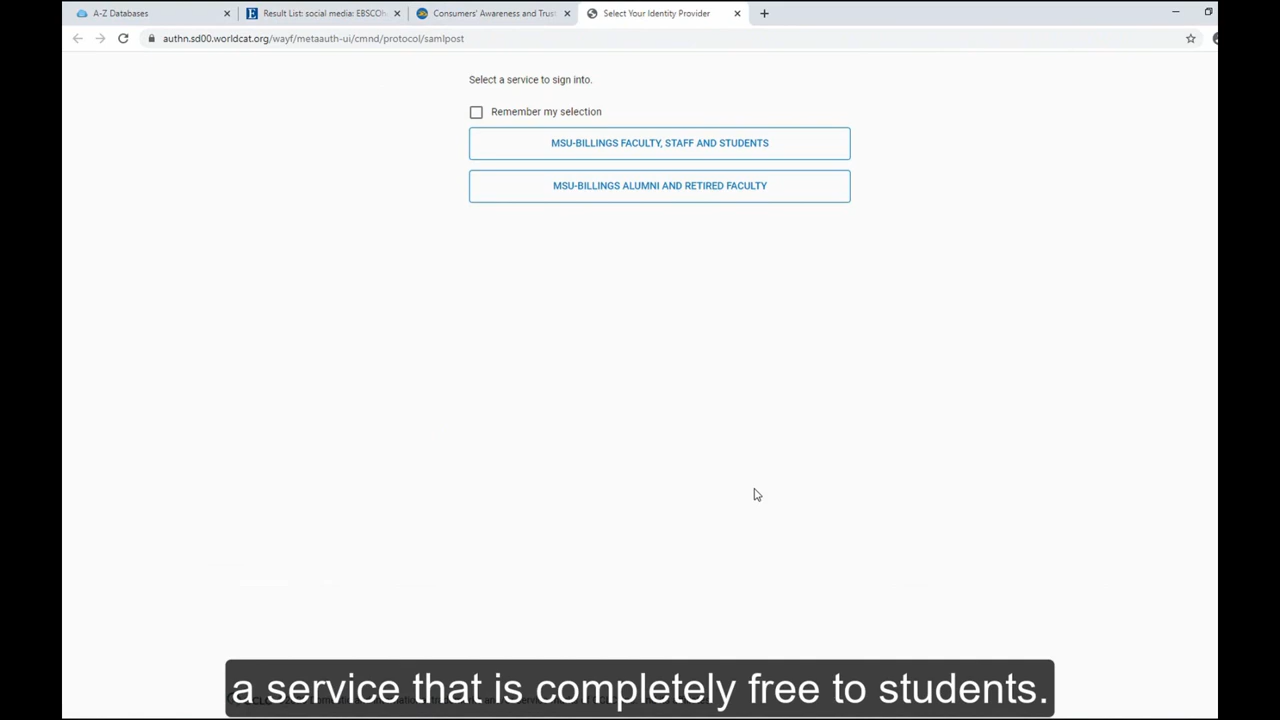 A-Z Databases
Result List: social media: EBSCOh
Consumers' Awareness and Trus
Select Your Identity Provider
authn.sd00.worldcat.org/wayf/metaauth-ui/cmnd/protocol/samlpost
Select a service to sign into.
Remember my selection
MSU-BILLINGS FACULTY, STAFF AND STUDENTS
MSU-BILLINGS ALUMNI AND RETIRED FACULTY
a service that is completely free to students.